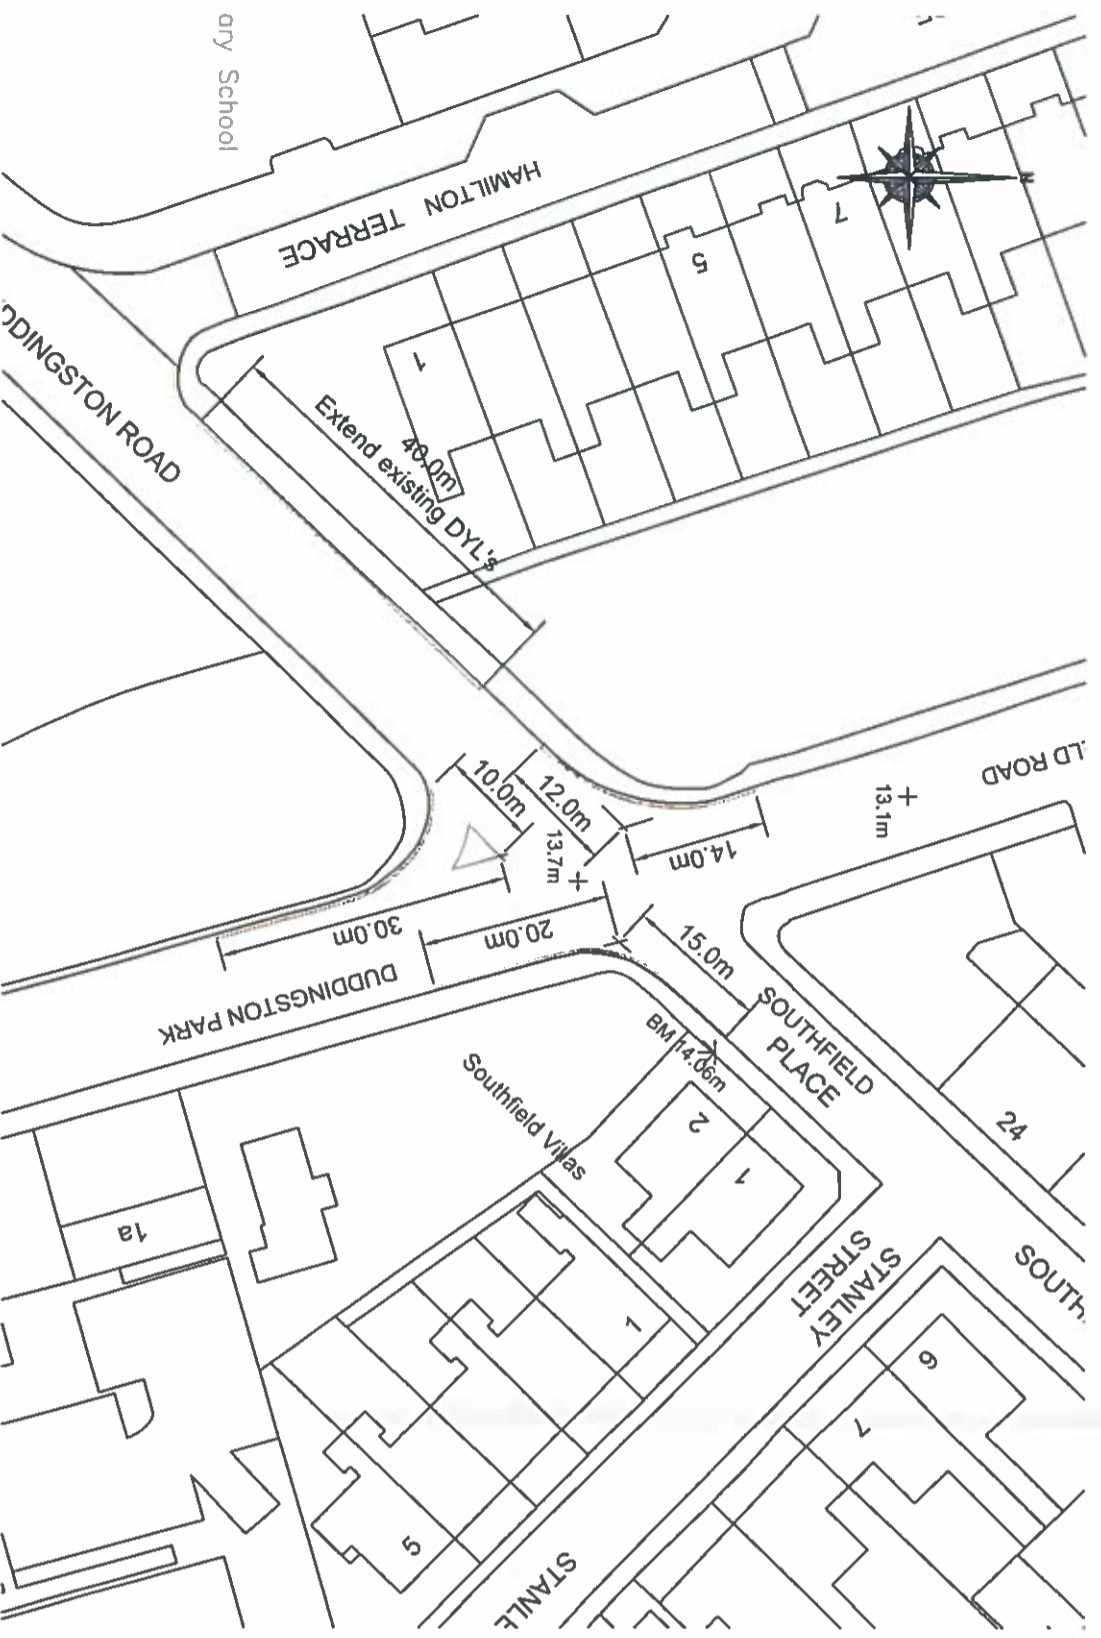 ary School
HAMILTON TERRACE
N
7
5
1
DDINGSTON ROAD
Extend existing DYL's
40.0m
LD ROAD
13.1m
10.0m
12.0m
13.7m
14.0m
30.0m
20.0m
15.0m
DUDDINGSTON PARK
SOUTHFIELD
PLACE
BM 14.06m
Southfield Villas
2
1
24
1a
STANLEY
STREET
SOUTH
1
9
7
5
STANLE